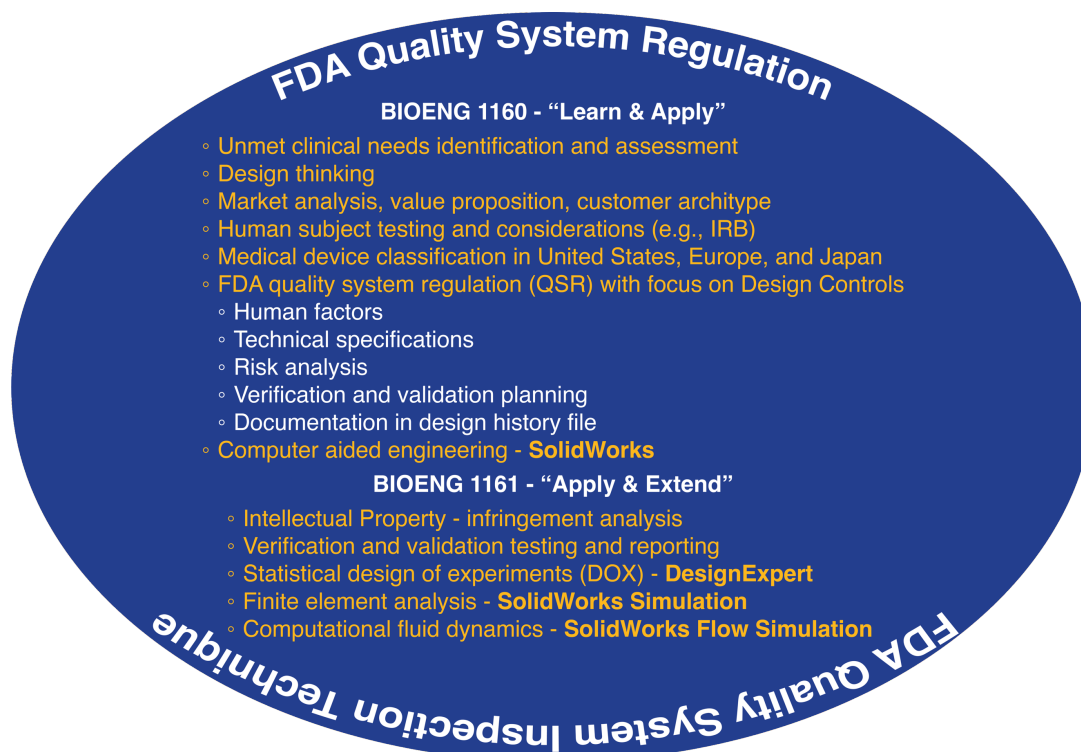 FDA Quality System Regulation
BIOENG 1160 - “Learn & Apply”
◦ Unmet clinical needs identification and assessment
◦ Design thinking
◦ Market analysis, value proposition, customer architype
◦ Human subject testing and considerations (e.g., IRB)
◦ Medical device classification in United States, Europe, and Japan
◦ FDA quality system regulation (QSR) with focus on Design Controls
◦ Human factors
◦ Technical specifications
◦ Risk analysis
◦ Verification and validation planning
◦ Documentation in design history file
◦ Computer aided engineering - SolidWorks
BIOENG 1161 - “Apply & Extend”
◦ Intellectual Property - infringement analysis
◦ Verification and validation testing and reporting
◦ Statistical design of experiments (DOX) - DesignExpert
◦ Finite element analysis - SolidWorks Simulation
◦ Computational fluid dynamics - SolidWorks Flow Simulation
FDA Quality System Inspection Technique